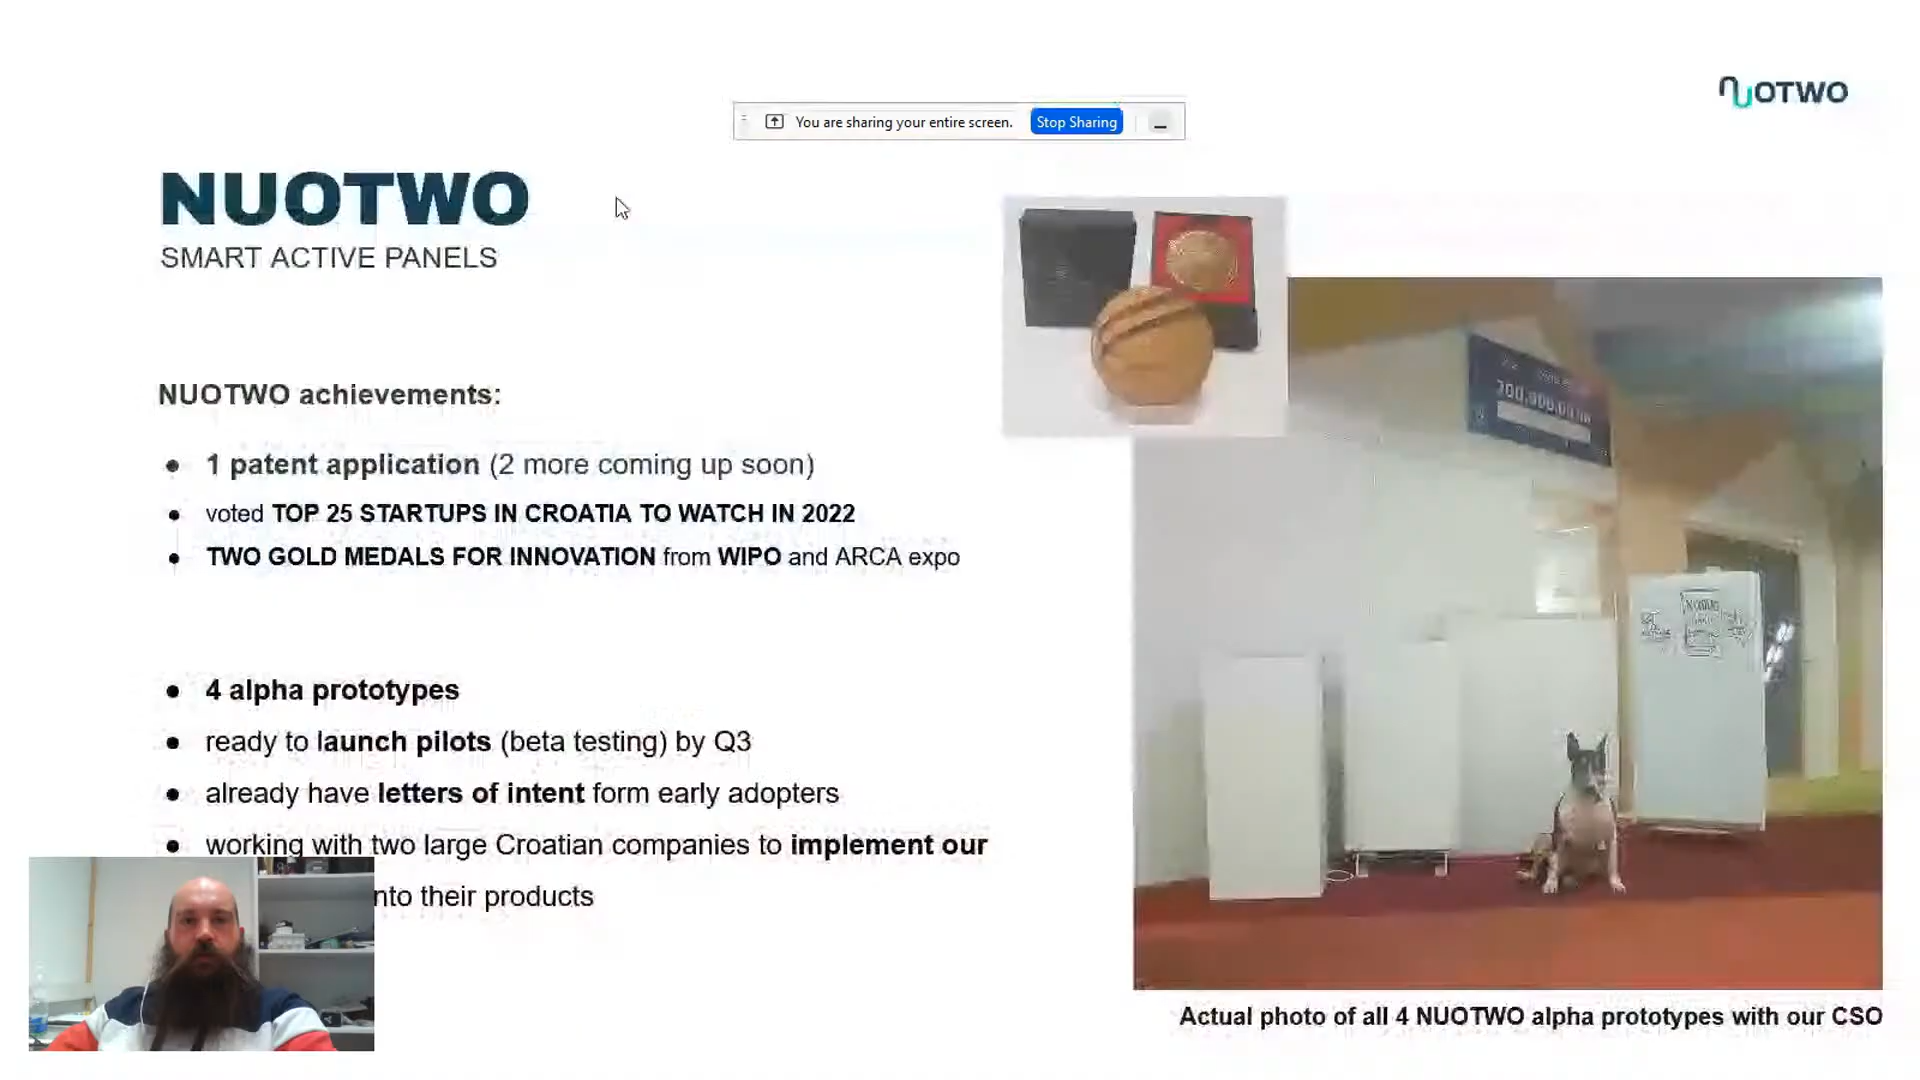 NUOTWO
You are sharing your entire screen. Stop Sharing
NUOTWO
SMART ACTIVE PANELS
NUOTWO achievements:
● 1 patent application (2 more coming up soon)
● voted TOP 25 STARTUPS IN CROATIA TO WATCH IN 2022
● TWO GOLD MEDALS FOR INNOVATION from WIPO and ARCA expo
● 4 alpha prototypes
● ready to launch pilots (beta testing) by Q3
● already have letters of intent form early adopters
● working with two large Croatian companies to implement our
nto their products
Actual photo of all 4 NUOTWO alpha prototypes with our CSO